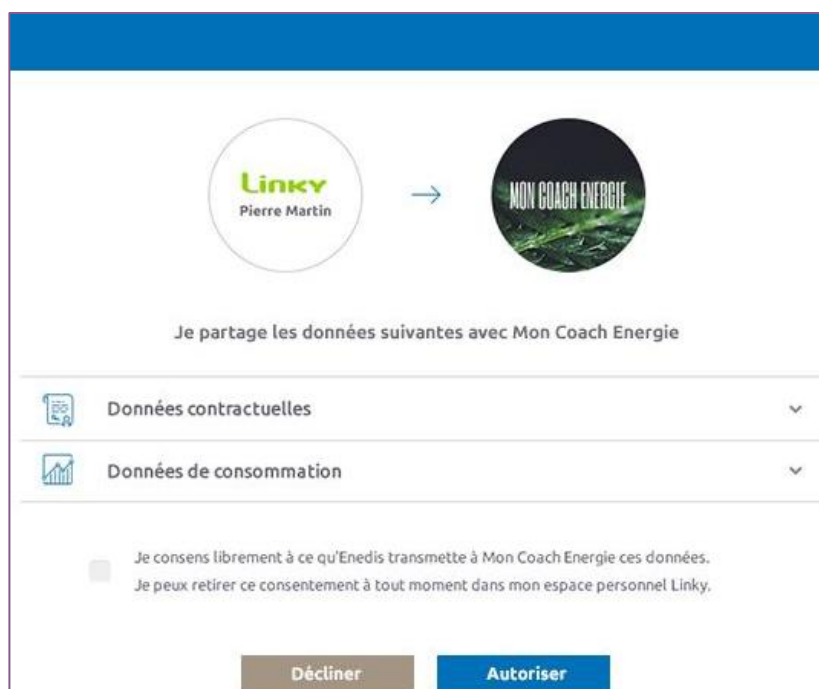 Linky
Pierre Martin
MON COACH ENERGIE
Je partage les données suivantes avec Mon Coach Energie
Données contractuelles
Données de consommation
Je consens librement à ce qu'Enedis transmette à Mon Coach Energie ces données.
Je peux retirer ce consentement à tout moment dans mon espace personnel Linky.
Décliner
Autoriser